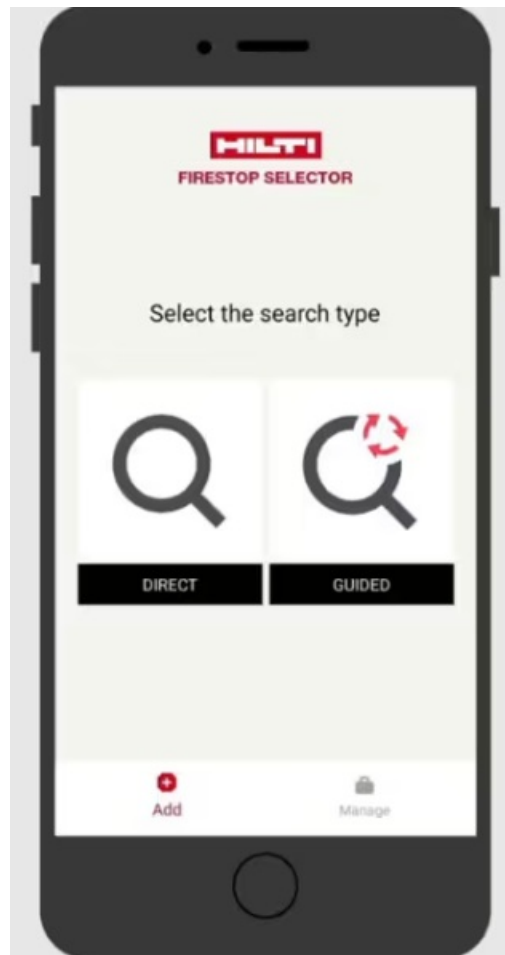 HILTI
FIRESTOP SELECTOR
Select the search type
DIRECT
GUIDED
Add
Manage